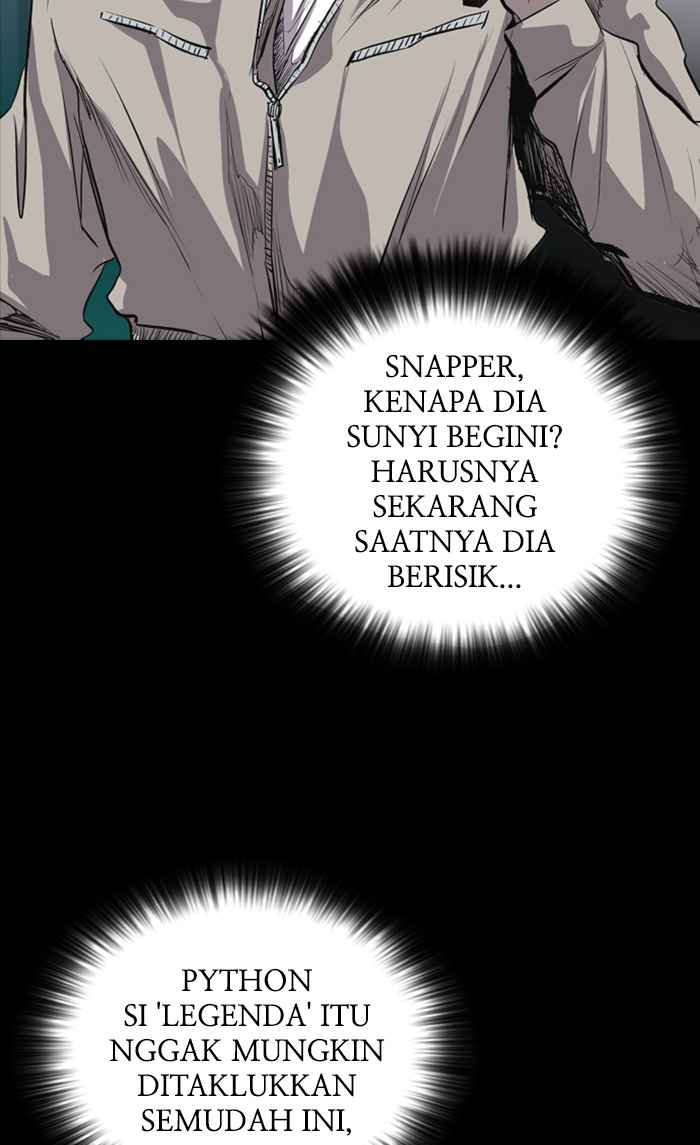 SNAPPER,
KENAPA DIA
SUNYI BEGINI?
HARUSNYA
SEKARANG
SAATNYA DIA
BERISIK...
PYTHON
SI 'LEGENDA' ITU
NGGAK MUNGKIN
DITAKLUKKAN
SEMUDAH INI,